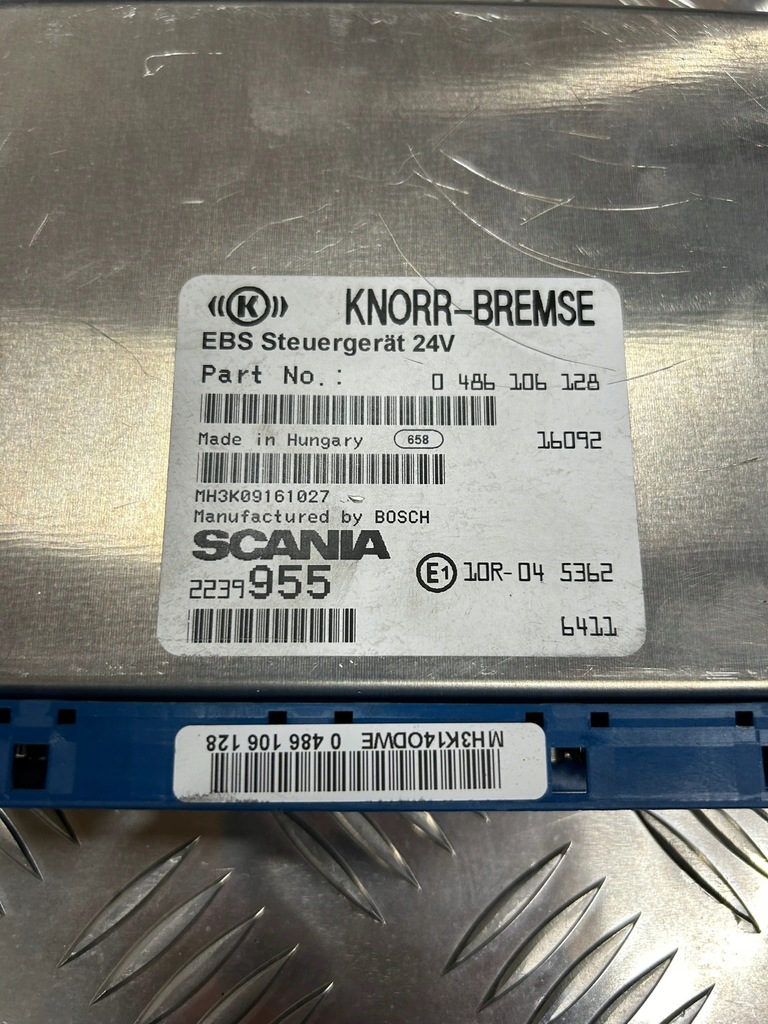 ((K)) KNORR-BREMSE
EBS Steuergerät 24V
Part No.: 0 486 106 128
Made in Hungary 658 16092
MH3K09161027
Manufactured by BOSCH
SCANIA
2239955 E1 10R-04 5362
6411
MH3K14ODWE 0 486 106 128